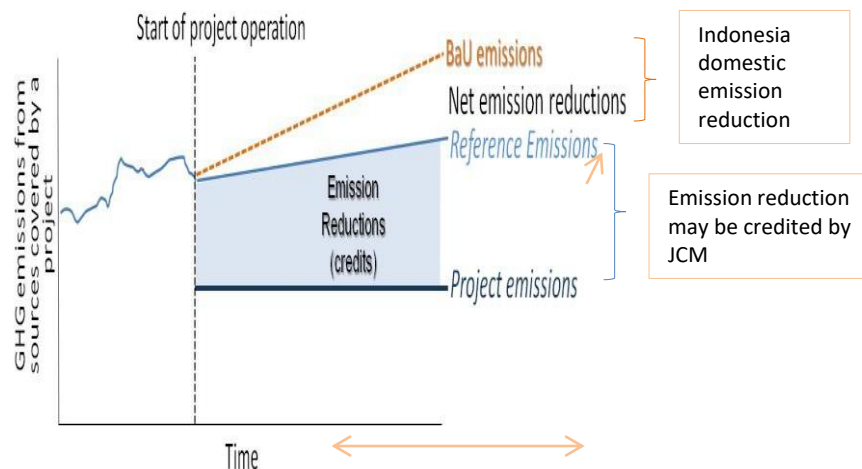 Start of project operation
BaU emissions
Net emission reductions
Reference Emissions
Emission
Reductions
(credits)
Project emissions
GHG emissions from
sources covered by a
project
Time
Indonesia
domestic
emission
reduction
Emission reduction
may be credited by
JCM